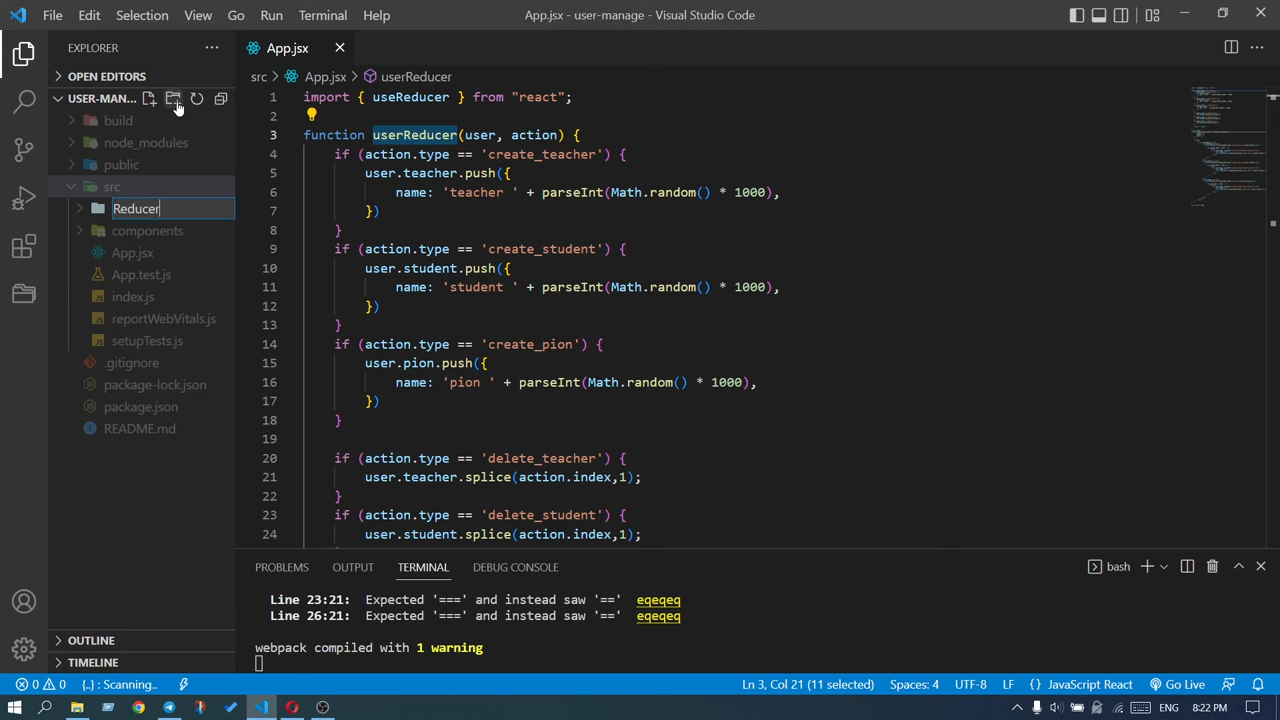 File Edit Selection View Go Run Terminal Help App.jsx - user-manage - Visual Studio Code
EXPLORER
OPEN EDITORS
USER-MAN...
build
node_modules
public
src
Reducer
components
App.jsx
App.test.js
index.js
reportWebVitals.js
setupTests.js
.gitignore
package-lock.json
package.json
README.md
OUTLINE
TIMELINE
App.jsx
src > App.jsx > userReducer
1 import { useReducer } from "react";
2
3 function userReducer(user, action) {
4 if (action.type == 'create_teacher') {
5 user.teacher.push({
6 name: 'teacher ' + parseInt(Math.random() * 1000),
7 })
8 }
9 if (action.type == 'create_student') {
10 user.student.push({
11 name: 'student ' + parseInt(Math.random() * 1000),
12 })
13 }
14 if (action.type == 'create_pion') {
15 user.pion.push({
16 name: 'pion ' + parseInt(Math.random() * 1000),
17 })
18 }
19
20 if (action.type == 'delete_teacher') {
21 user.teacher.splice(action.index,1);
22 }
23 if (action.type == 'delete_student') {
24 user.student.splice(action.index,1);
PROBLEMS OUTPUT TERMINAL DEBUG CONSOLE bash
Line 23:21: Expected '===' and instead saw '==' eqeqeq
Line 26:21: Expected '===' and instead saw '==' eqeqeq
webpack compiled with 1 warning
0 0 {..} : Scanning.. Ln 3, Col 21 (11 selected) Spaces: 4 UTF-8 LF {} JavaScript React Go Live
ENG 8:22 PM